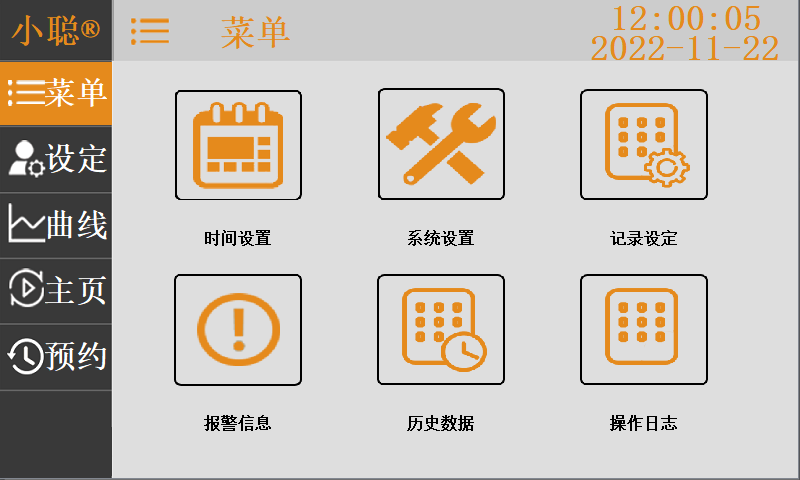 小聪®
菜单
12:00:05
2022-11-22
菜单
设定
曲线
主页
预约
时间设置
系统设置
记录设定
报警信息
历史数据
操作日志